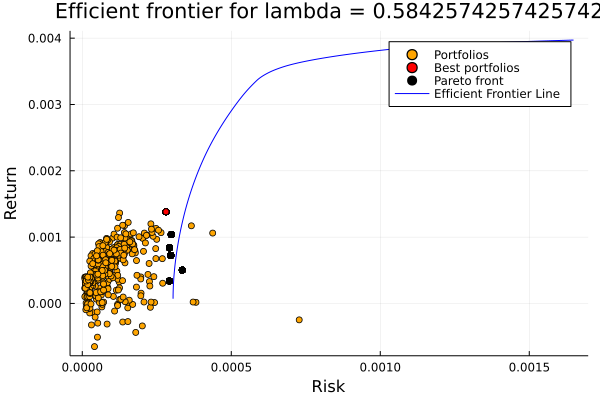 Efficient frontier for lambda = 0.5842574257425742
0.004
0.003
0.002
0.001
0.000
Return
Portfolios
Best portfolios
Pareto front
Efficient Frontier Line
0.0000 0.0005 0.0010 0.0015
Risk